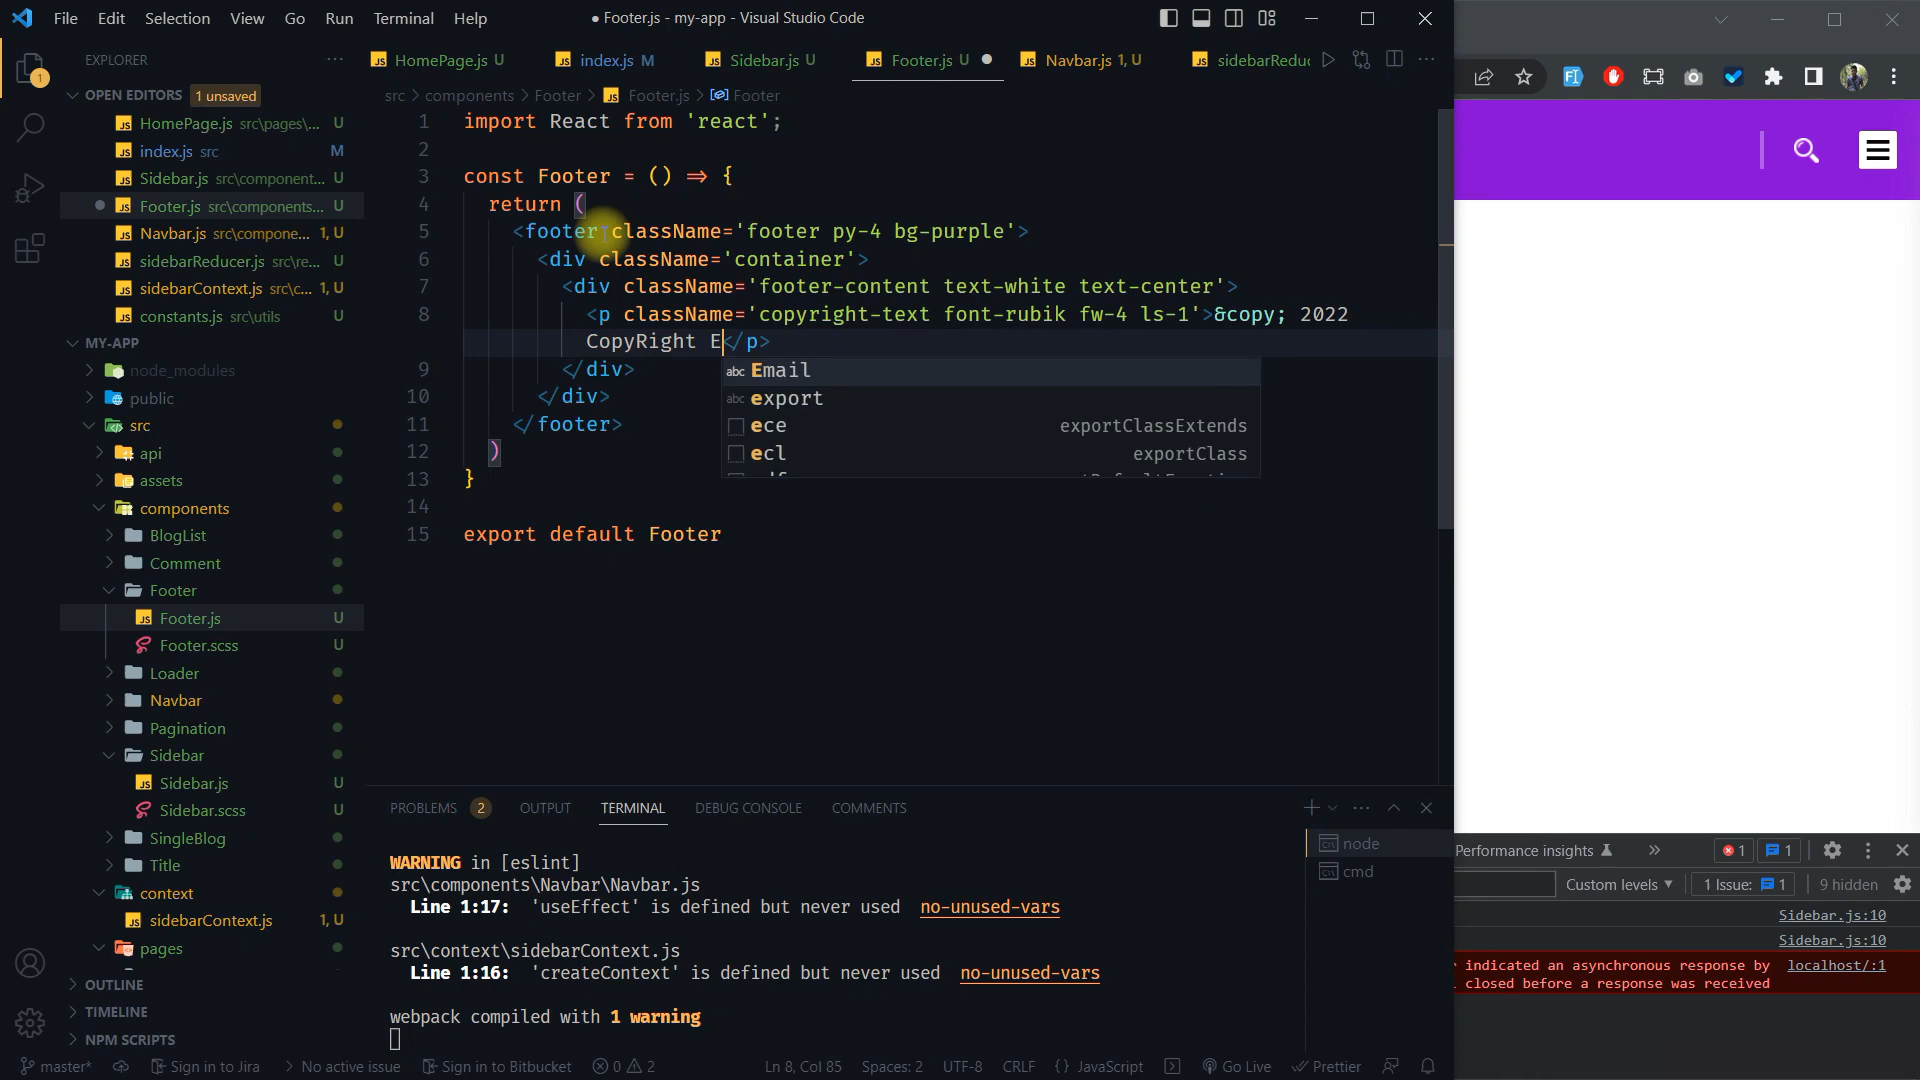 File Edit Selection View Go Run Terminal Help
● Footer.js - my-app - Visual Studio Code
EXPLORER
OPEN EDITORS 1 unsaved
HomePage.js src\pages\... U
index.js src M
Sidebar.js src\component... U
Footer.js src\components... U
Navbar.js src\compone... 1, U
sidebarReducer.js src\re... U
sidebarContext.js src\c... 1, U
constants.js src\utils U
MY-APP
node_modules
public
src
api
assets
components
BlogList
Comment
Footer
Footer.js U
Footer.scss U
Loader
Navbar
Pagination
Sidebar
Sidebar.js U
Sidebar.scss U
SingleBlog
Title
context
sidebarContext.js 1, U
pages
OUTLINE
TIMELINE
NPM SCRIPTS
HomePage.js U index.js M Sidebar.js U Footer.js U ● Navbar.js 1, U sidebarRedu
src > components > Footer > Footer.js > Footer
1 import React from 'react';
2
3 const Footer = () => {
4 return (
5 <footer className='footer py-4 bg-purple'>
6 <div className='container'>
7 <div className='footer-content text-white text-center'>
8 <p className='copyright-text font-rubik fw-4 ls-1'>&copy; 2022
CopyRight E</p>
9 </div>
10 </div>
11 </footer>
12 )
13 }
14
15 export default Footer
abc Email
abc export
ece exportClassExtends
ecl exportClass
PROBLEMS 2 OUTPUT TERMINAL DEBUG CONSOLE COMMENTS
WARNING in [eslint]
src\components\Navbar\Navbar.js
Line 1:17: 'useEffect' is defined but never used no-unused-vars
src\context\sidebarContext.js
Line 1:16: 'createContext' is defined but never used no-unused-vars
webpack compiled with 1 warning
node
cmd
master* Sign in to Jira No active issue Sign in to Bitbucket 0 2 Ln 8, Col 85 Spaces: 2 UTF-8 CRLF {} JavaScript Go Live Prettier
Performance insights 1 1
Custom levels 1 Issue: 1 9 hidden
Sidebar.js:10
Sidebar.js:10
indicated an asynchronous response by localhost/:1
closed before a response was received